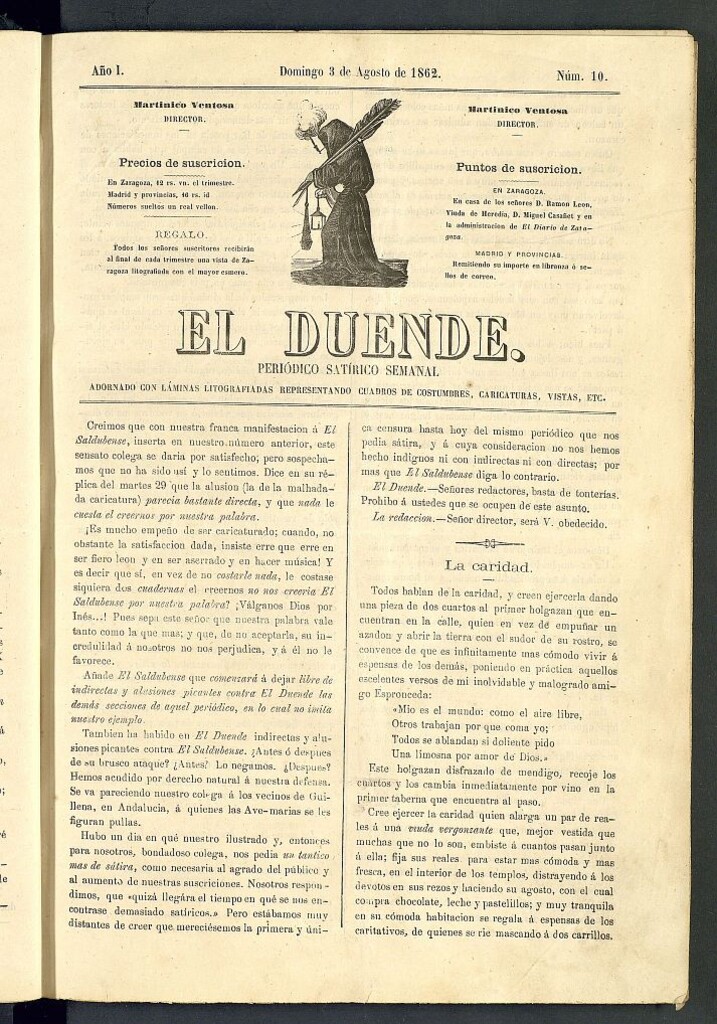 Año I.
Domingo 3 de Agosto de 1862.
Núm. 10.
Martinico Ventosa
DIRECTOR.
Precios de suscricion.
En Zaragoza, 12 rs. vn. el trimestre.
Madrid y provincias, 16 rs. id
Números sueltos un real vellon.
REGALO.
Todos los señores suscritores recibirán
al final de cada trimestre una vista de Za-
ragoza litografiada con el mayor esmero.
Martinico Ventosa
DIRECTOR.
Puntos de suscricion.
EN ZARAGOZA.
En casa de los señores D. Ramon Leon,
Viuda de Heredia, D. Miguel Casañet y en
la administracion de El Diario de Zara-
goza.
MADRID Y PROVINCIAS.
Remitiendo su importe en libranza ó se-
llos de correo.
EL DUENDE.
PERIÓDICO SATÍRICO SEMANAL
ADORNADO CON LÁMINAS LITOGRAFIADAS REPRESENTANDO CUADROS DE COSTUMBRES, CARICATURAS, VISTAS, ETC.
Creimos que con nuestra franca manifestacion á El
Saldubense, inserta en nuestro número anterior, este
sensato colega se daria por satisfecho; pero sospecha-
mos que no ha sido asi y lo sentimos. Dice en su ré-
plica del martes 29 que la alusion (la de la malhada-
da caricatura) parecia bastante directa, y que nada le
cuesta el creernos por nuestra palabra.
¡Es mucho empeño de ser caricaturado; cuando, no
obstante la satisfaccion dada, insiste erre que erre en
ser fiero leon y en ser aserrado y en hacer música! Y
es decir que si, en vez de no costarle nada, le costase
siquiera dos cuadernas el creernos no nos creeria El
Saldubense por nuestra palabra? ¡Válganos Dios por
Inés...! Pues sepa este señor que nuestra palabra vale
tanto como la que mas; y que, de no aceptarla, su in-
credulidad á nosotros no nos perjudica, y á él no le
favorece.
Añade El Saldubense que comenzará á dejar libre de
indirectas y alusiones picantes contra El Duende las
demás secciones de aquel periódico, en lo cual no imita
nuestro ejemplo.
Tambien ha habido en El Duende indirectas y alu-
siones picantes contra El Saldubense. ¿Antes ó despues
de su brusco ataque? ¿Antes? Lo negamos. ¿Despues?
Hemos acudido por derecho natural á nuestra defensa.
Se va pareciendo nuestro colega á los vecinos de Gui-
llena, en Andalucia, á quienes las Ave-marias se les
figuran pullas.
Hubo un dia en qué nuestro ilustrado y, entonces
para nosotros, bondadoso colega, nos pedia un tantico
mas de sátira, como necesaria al agrado del público y
al aumento de nuestras suscriciones. Nosotros respon-
dimos, que «quizá llegára el tiempo en qué se nos en-
contrase demasiado satíricos.» Pero estábamos muy
distantes de creer que mereciésemos la primera y úni-
ca censura hasta hoy del mismo periódico que nos
pedia sátira, y á cuya consideracion no nos hemos
hecho indignos ni con indirectas ni con directas; por
mas que El Saldubense diga lo contrario.
El Duende.—Señores redactores, basta de tonterias.
Prohibo á ustedes que se ocupen de este asunto.
La redaccion.—Señor director, será V. obedecido.
La caridad.
Todos hablan de la caridad, y creen ejercerla dando
una pieza de dos cuartos al primer holgazan que en-
cuentran en la calle, quien en vez de empuñar un
azadon y abrir la tierra con el sudor de su rostro, se
convence de que es infinitamente mas cómodo vivir á
espensas de los demás, poniendo en práctica aquellos
escelentes versos de mi inolvidable y malogrado ami-
go Espronceda:
«Mio es el mundo: como el aire libre,
Otros trabajan por que coma yo;
Todos se ablandan si doliente pido
Una limosna por amor de Dios.»
Este holgazan disfrazado de mendigo, recoje los
cuartos y los cambia inmediatamente por vino en la
primer taberna que encuentra al paso.
Cree ejercer la caridad quien alarga un par de rea-
les á una viuda vergonzante que, mejor vestida que
muchas que no lo son, embiste á cuantos pasan junto
á ella; fija sus reales para estar mas cómoda y mas
fresca, en el interior de los templos, distrayendo á los
devotos en sus rezos y haciendo su agosto, con el cual
compra chocolate, leche y pastelillos; y muy tranquila
en su cómoda habitacion se regala á espensas de los
caritativos, de quienes se rie mascando á dos carrillos.